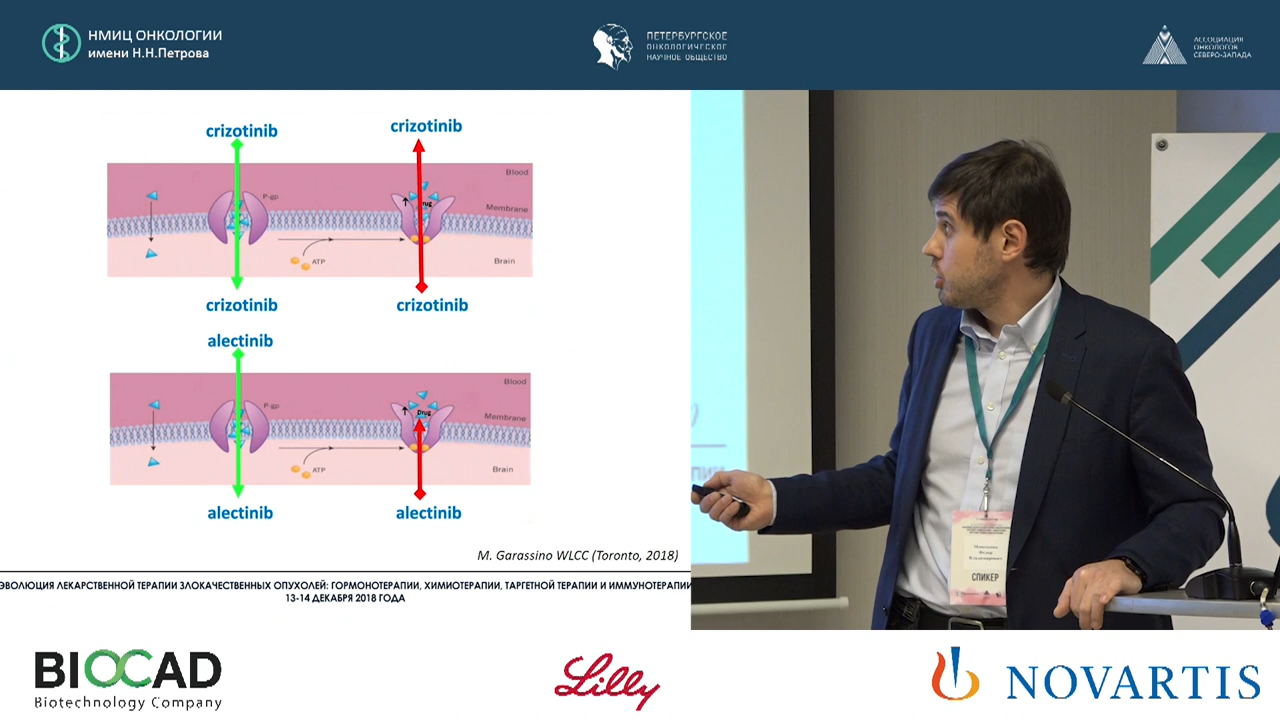 НМИЦ ОНКОЛОГИИ
имени Н.Н.Петрова
ПЕТЕРБУРГСКОЕ
ОНКОЛОГИЧЕСКОЕ
НАУЧНОЕ ОБЩЕСТВО
АССОЦИАЦИЯ
ОНКОЛОГОВ
СЕВЕРО-ЗАПАДА
crizotinib
crizotinib
Blood
P-gp
Drug
Membrane
ATP
Brain
crizotinib
crizotinib
alectinib
Blood
P-gp
Drug
Membrane
ATP
Brain
alectinib
alectinib
M. Garassino WLCC (Toronto, 2018)
ЭВОЛЮЦИЯ ЛЕКАРСТВЕННОЙ ТЕРАПИИ ЗЛОКАЧЕСТВЕННЫХ ОПУХОЛЕЙ: ГОРМОНОТЕРАПИИ, ХИМИОТЕРАПИИ, ТАРГЕТНОЙ ТЕРАПИИ И ИММУНОТЕРАПИИ
13-14 ДЕКАБРЯ 2018 ГОДА
СПИКЕР
BIOCAD
Biotechnology Company
Lilly
NOVARTIS